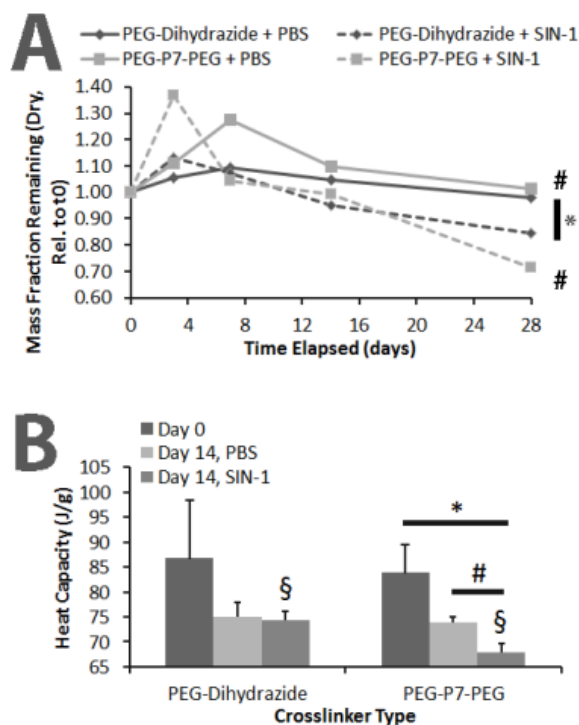 A
PEG-Dihydrazide + PBS
PEG-Dihydrazide + SIN-1
PEG-P7-PEG + PBS
PEG-P7-PEG + SIN-1
Mass Fraction Remaining (Dry,
Rel. to t0)
1.40
1.30
1.20
1.10
1.00
0.90
0.80
0.70
0.60
#
*
#
0 4 8 12 16 20 24 28
Time Elapsed (days)
B
Day 0
Day 14, PBS
Day 14, SIN-1
Heat Capacity (J/g)
105
100
95
90
85
80
75
70
65
§
*
#
§
PEG-Dihydrazide PEG-P7-PEG
Crosslinker Type